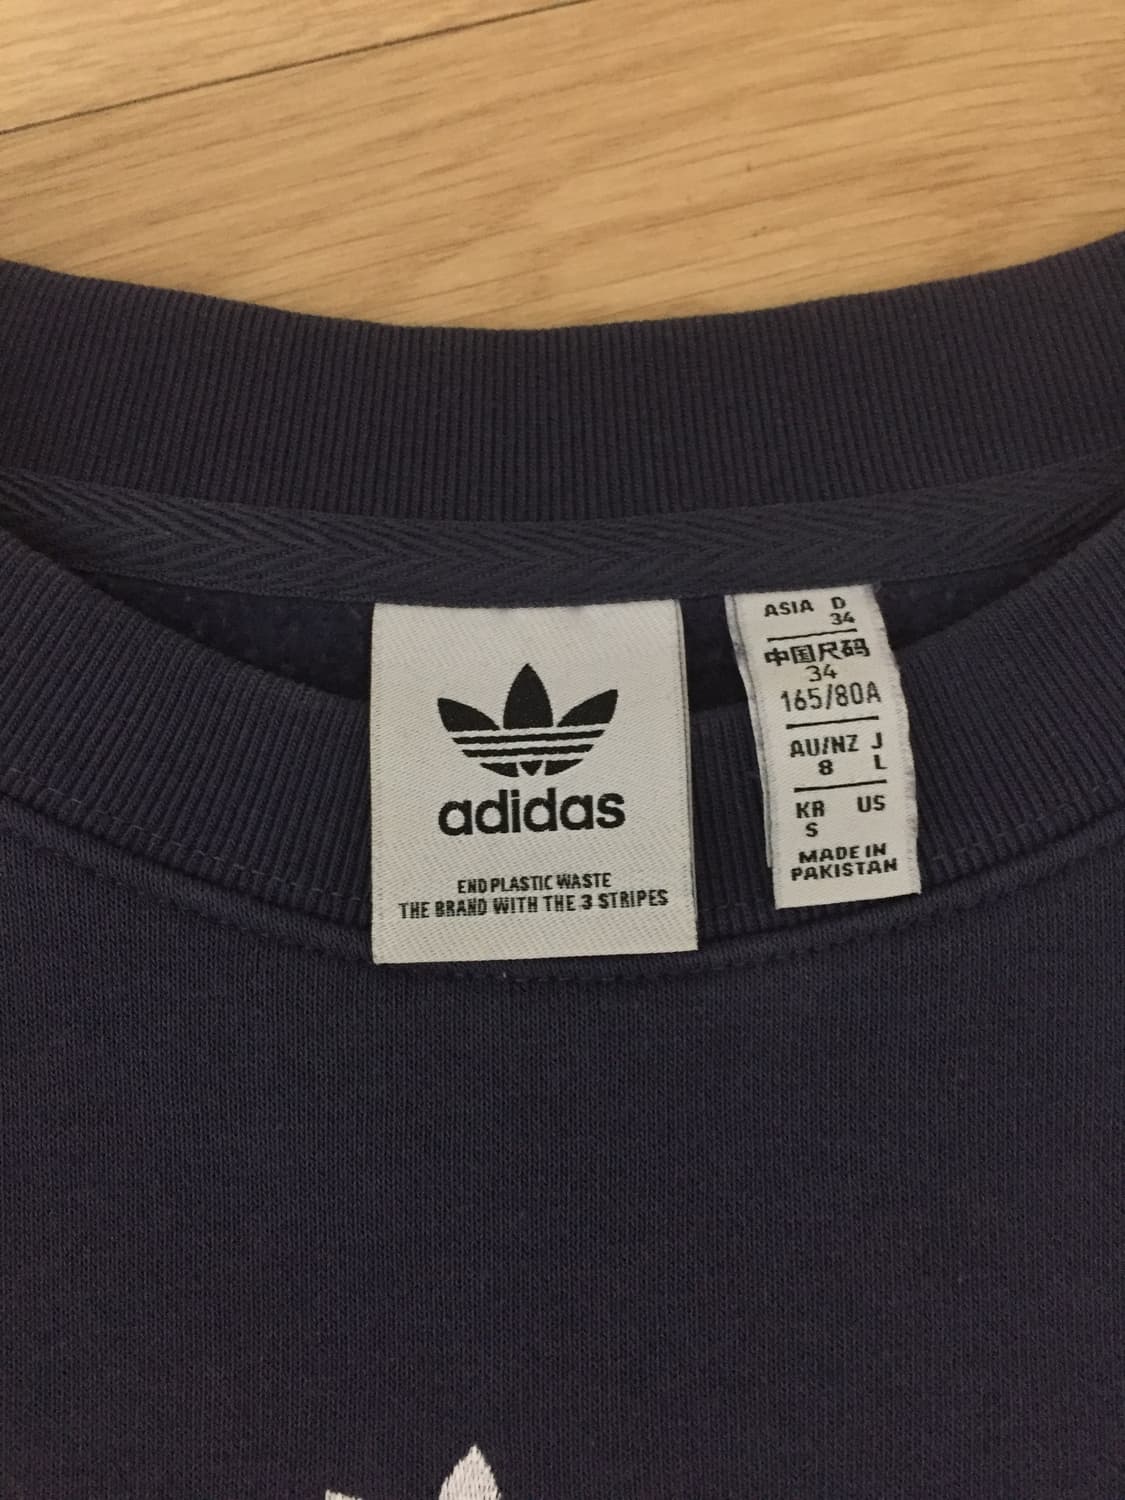 adidas
END PLASTIC WASTE
THE BRAND WITH THE 3 STRIPES
ASIA D
34
中国尺码
34
165/80A
AU/NZ J
8 L
KR US
S
MADE IN
PAKISTAN